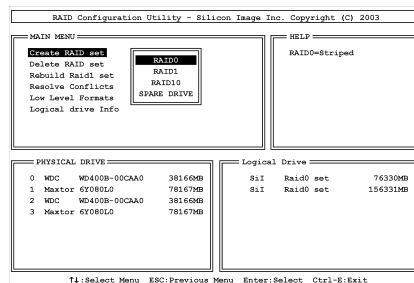 RAID Configuration Utility - Silicon Image Inc. Copyright (C) 2003
MAIN MENU
Create RAID set
Delete RAID set
Rebuild Raid1 set
Resolve Conflicts
Low Level Formats
Logical drive Info
RAID0
RAID1
RAID10
SPARE DRIVE
HELP
RAID0=Striped
PHYSICAL DRIVE
0 WDC WD400B-00CAA0 38166MB
1 Maxtor 6Y080L0 78167MB
2 WDC WD400B-00CAA0 38166MB
3 Maxtor 6Y080L0 78167MB
Logical Drive
SiI Raid0 set 76330MB
SiI Raid0 set 156331MB
↑↓:Select Menu ESC:Previous Menu Enter:Select Ctrl-E:Exit